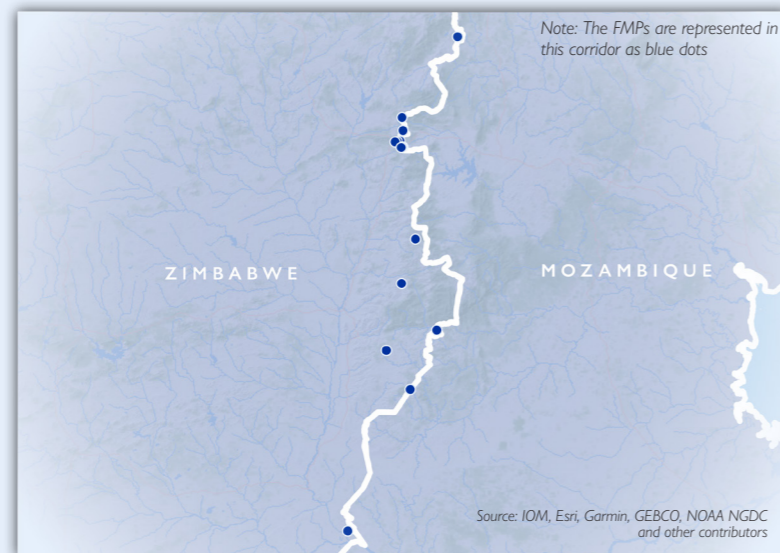 Note: The FMPs are represented in
this corridor as blue dots
ZIMBABWE
MOZAMBIQUE
Source: IOM, Esri, Garmin, GEBCO, NOAA NGDC
and other contributors